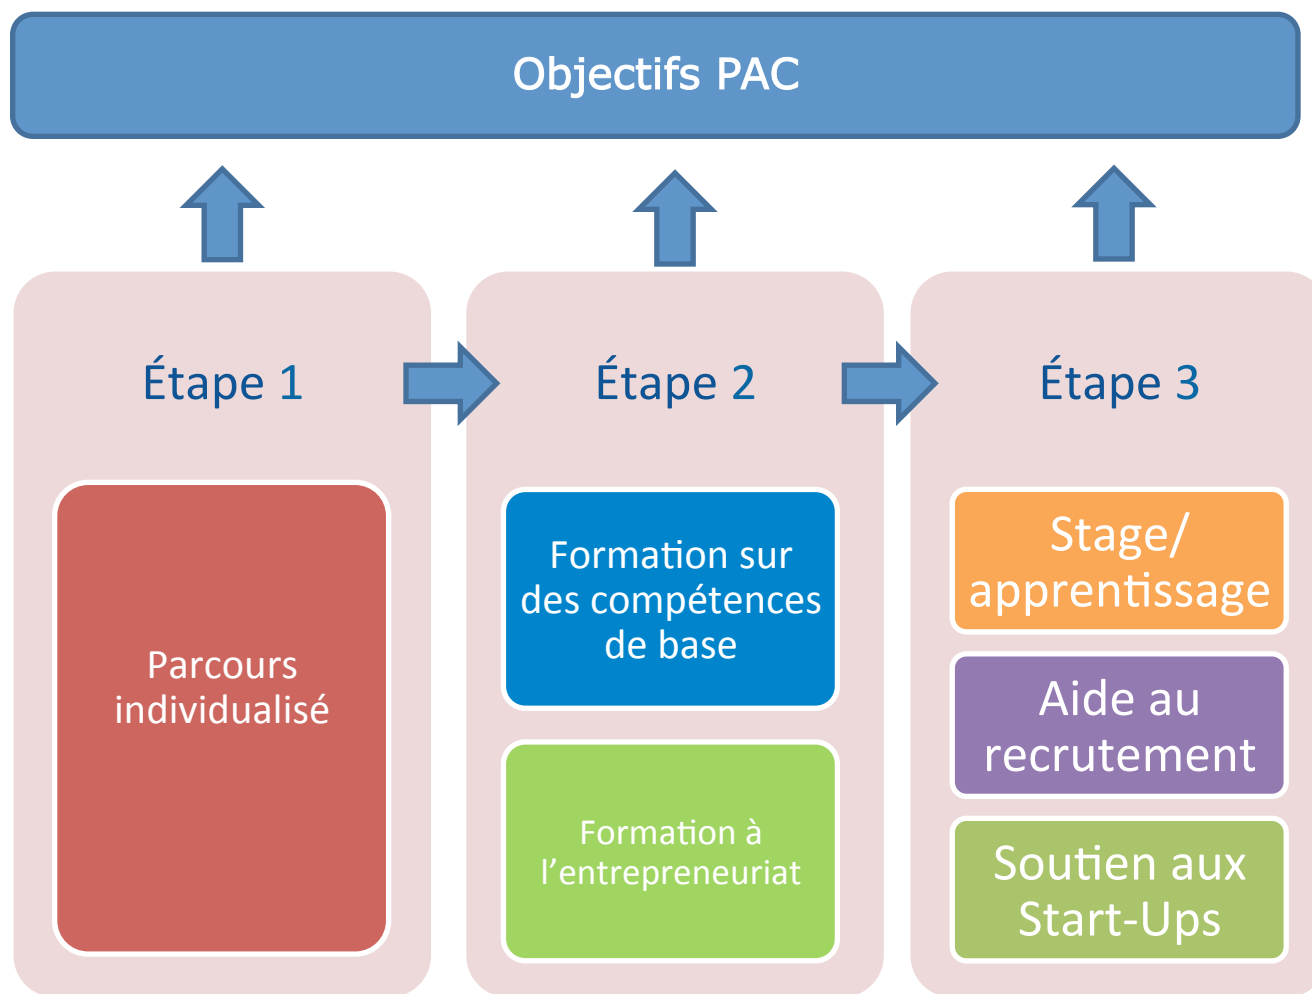 Objectifs PAC
Étape 1
Parcours
individualisé
Étape 2
Formation sur
des compétences
de base
Formation à
l’entrepreneuriat
Étape 3
Stage/
apprentissage
Aide au
recrutement
Soutien aux
Start-Ups